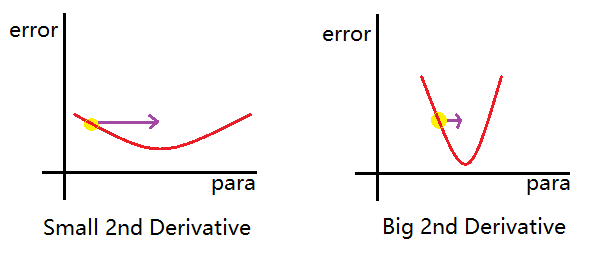 error
para
Small 2nd Derivative
error
para
Big 2nd Derivative